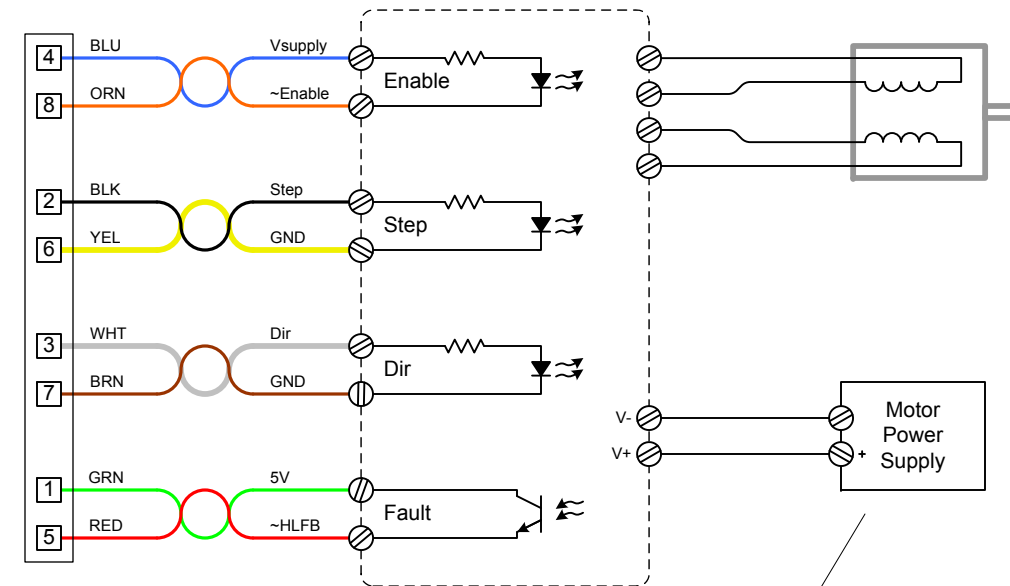 4 BLU Vsupply
Enable
8 ORN ~Enable
2 BLK Step
Step
6 YEL GND
3 WHT Dir
Dir
7 BRN GND
1 GRN 5V
Fault
5 RED ~HLFB
V-
V+
+
Motor
Power
Supply